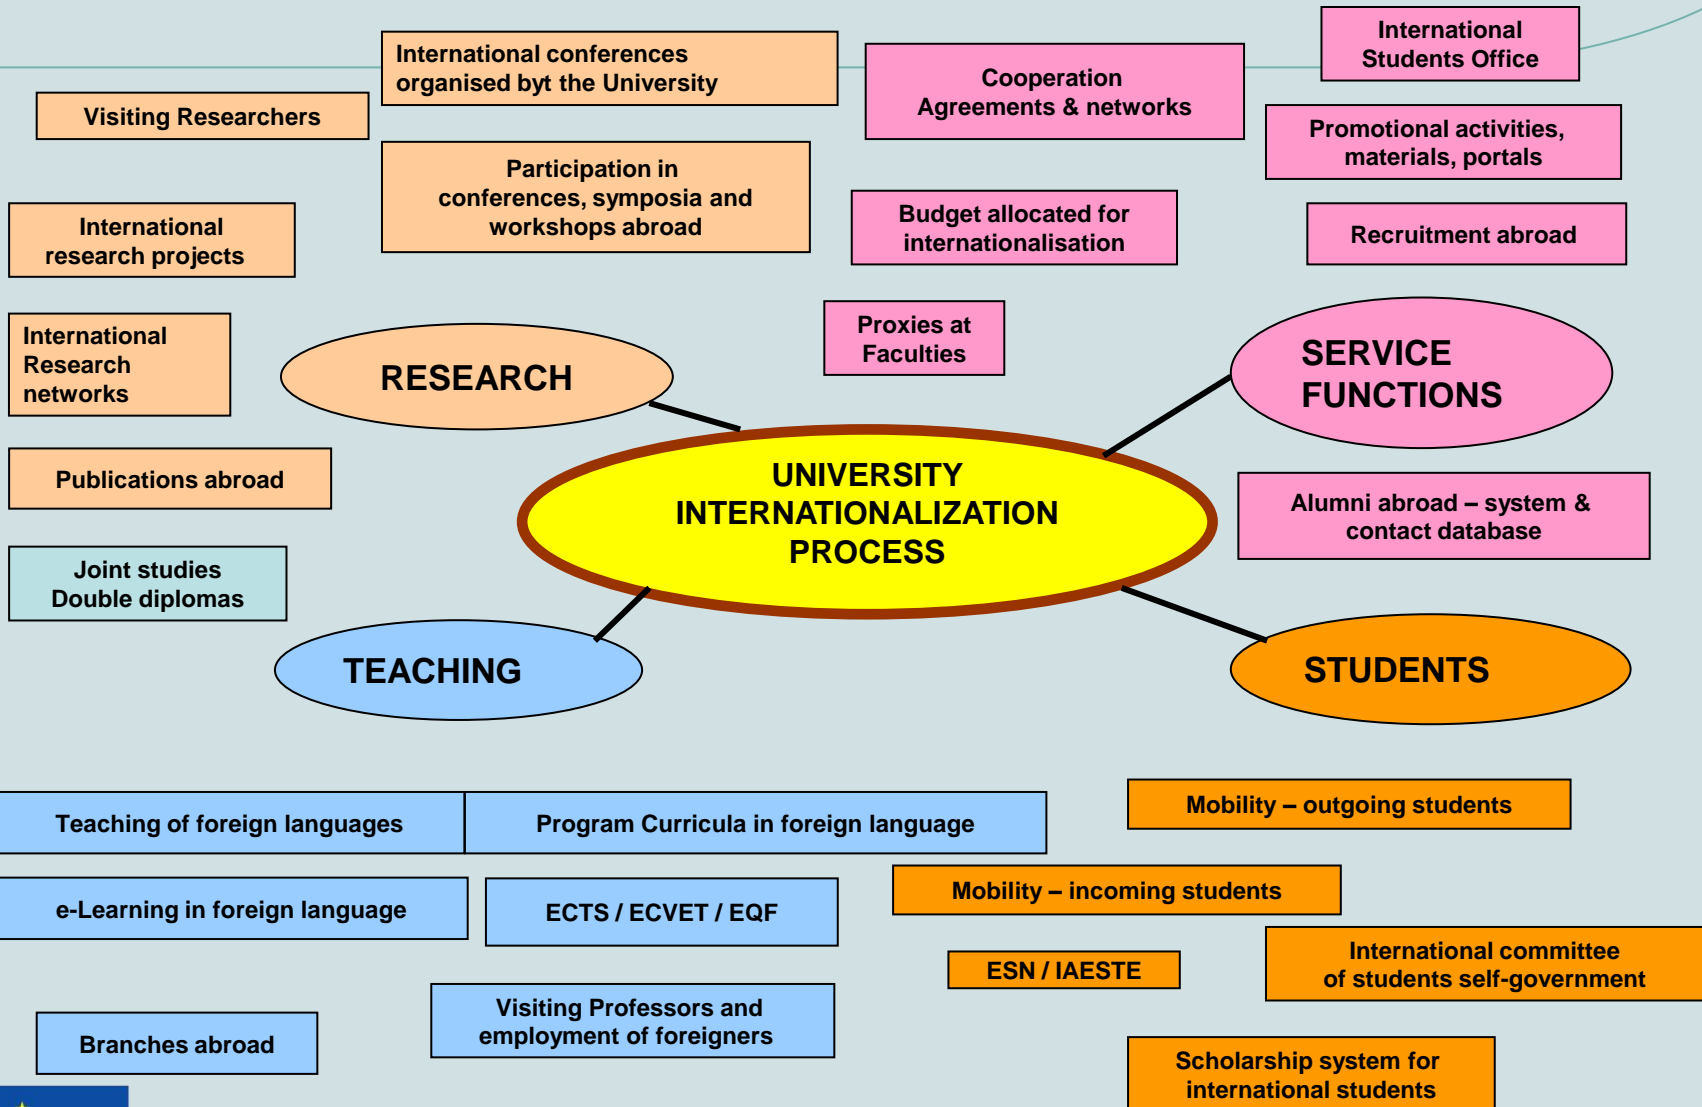 International
Students Office
International conferences
organised byt the University
Cooperation
Agreements & networks
Visiting Researchers
Promotional activities,
materials, portals
Participation in
conferences, symposia and
workshops abroad
Budget allocated for
internationalisation
Recruitment abroad
International
research projects
Proxies at
Faculties
International
Research
networks
RESEARCH
SERVICE
FUNCTIONS
UNIVERSITY
INTERNATIONALIZATION
PROCESS
Publications abroad
Alumni abroad – system &
contact database
Joint studies
Double diplomas
TEACHING
STUDENTS
Teaching of foreign languages
Program Curricula in foreign language
Mobility – outgoing students
e-Learning in foreign language
ECTS / ECVET / EQF
Mobility – incoming students
ESN / IAESTE
International committee
of students self-government
Visiting Professors and
employment of foreigners
Branches abroad
Scholarship system for
international students